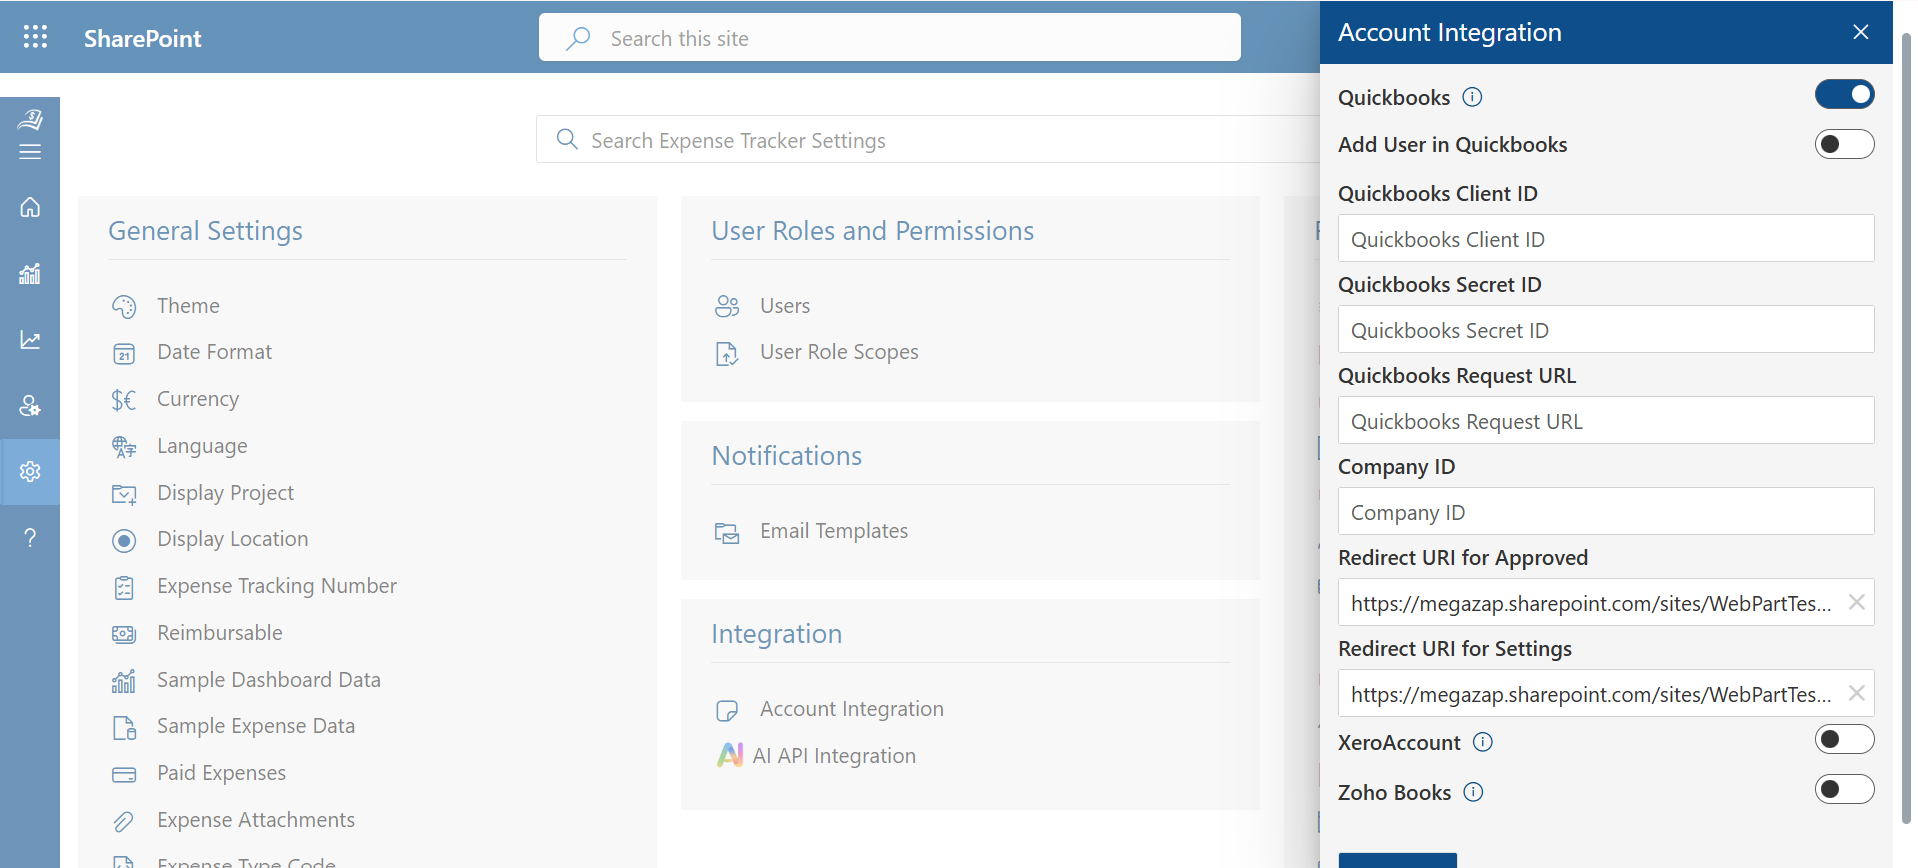 SharePoint
Search this site
Search Expense Tracker Settings
General Settings
Theme
21
Date Format
Currency
Language
Display Project
Display Location
Expense Tracking Number
Reimbursable
Sample Dashboard Data
Sample Expense Data
Paid Expenses
Expense Attachments
Expense Type Code
User Roles and Permissions
Users
User Role Scopes
Notifications
Email Templates
Integration
Account Integration
AI API Integration
Account Integration
Quickbooks
Add User in Quickbooks
Quickbooks Client ID
Quickbooks Client ID
Quickbooks Secret ID
Quickbooks Secret ID
Quickbooks Request URL
Quickbooks Request URL
Company ID
Company ID
Redirect URI for Approved
https://megazap.sharepoint.com/sites/WebPartTes...
Redirect URI for Settings
https://megazap.sharepoint.com/sites/WebPartTes...
XeroAccount
Zoho Books